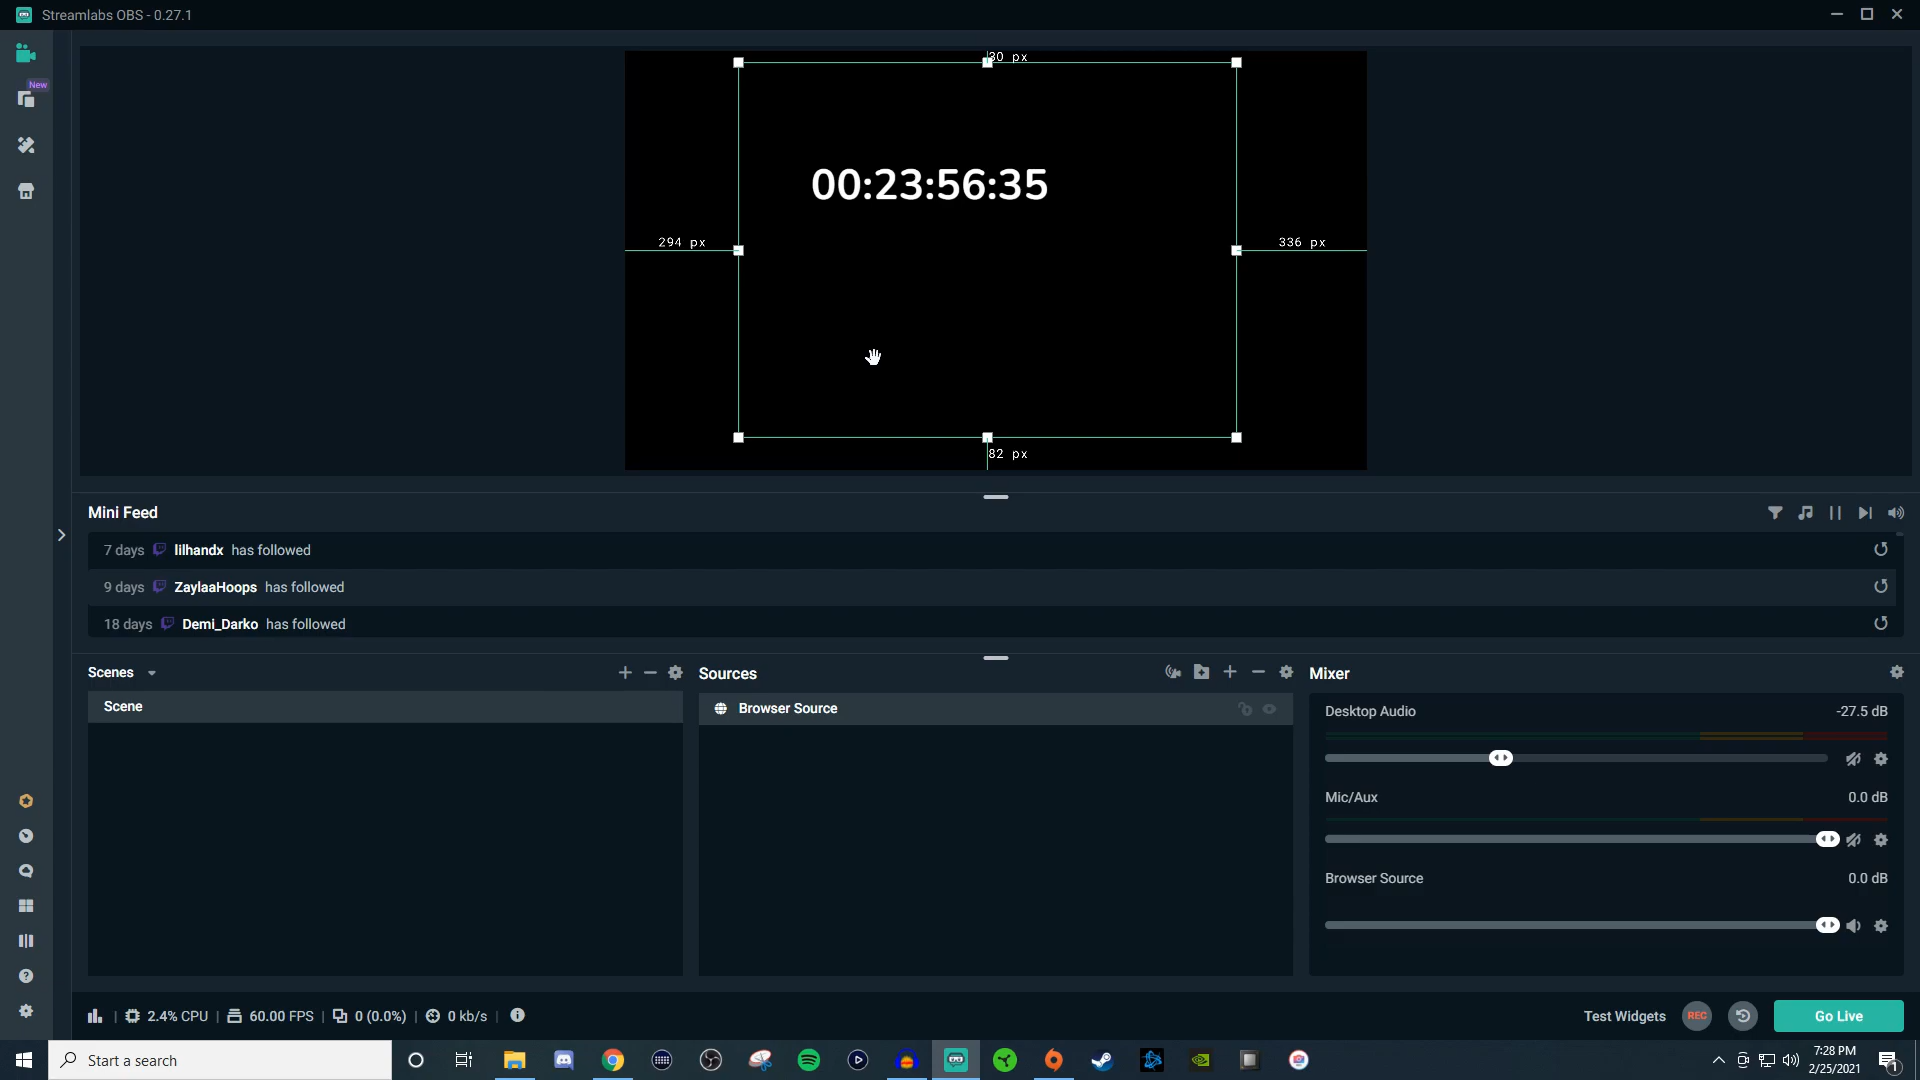 Streamlabs OBS - 0.27.1
New
30 px
00:23:56:35
294 px
336 px
82 px
Mini Feed
7 days lilhandx has followed
9 days ZaylaaHoops has followed
18 days Demi_Darko has followed
Scenes
Scene
Sources
Browser Source
Mixer
Desktop Audio -27.5 dB
Mic/Aux 0.0 dB
Browser Source 0.0 dB
2.4% CPU | 60.00 FPS | 0 (0.0%) | 0 kb/s |
Test Widgets REC Go Live
Start a search
7:28 PM
2/25/2021
1